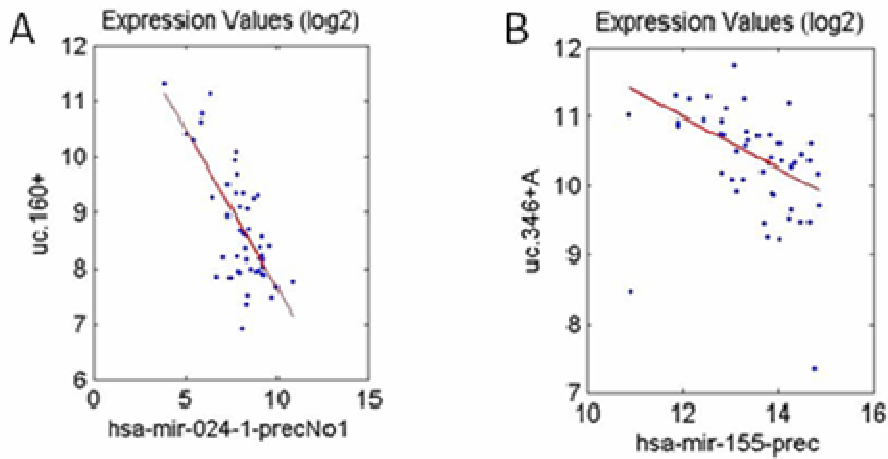 A
Expression Values (log2)
12
11
10
9
8
7
6
0
5
10
15
uc.160+
hsa-mir-024-1-precNo1
B
Expression Values (log2)
12
11
10
9
8
7
10
12
14
16
uc.346+A
hsa-mir-155-prec